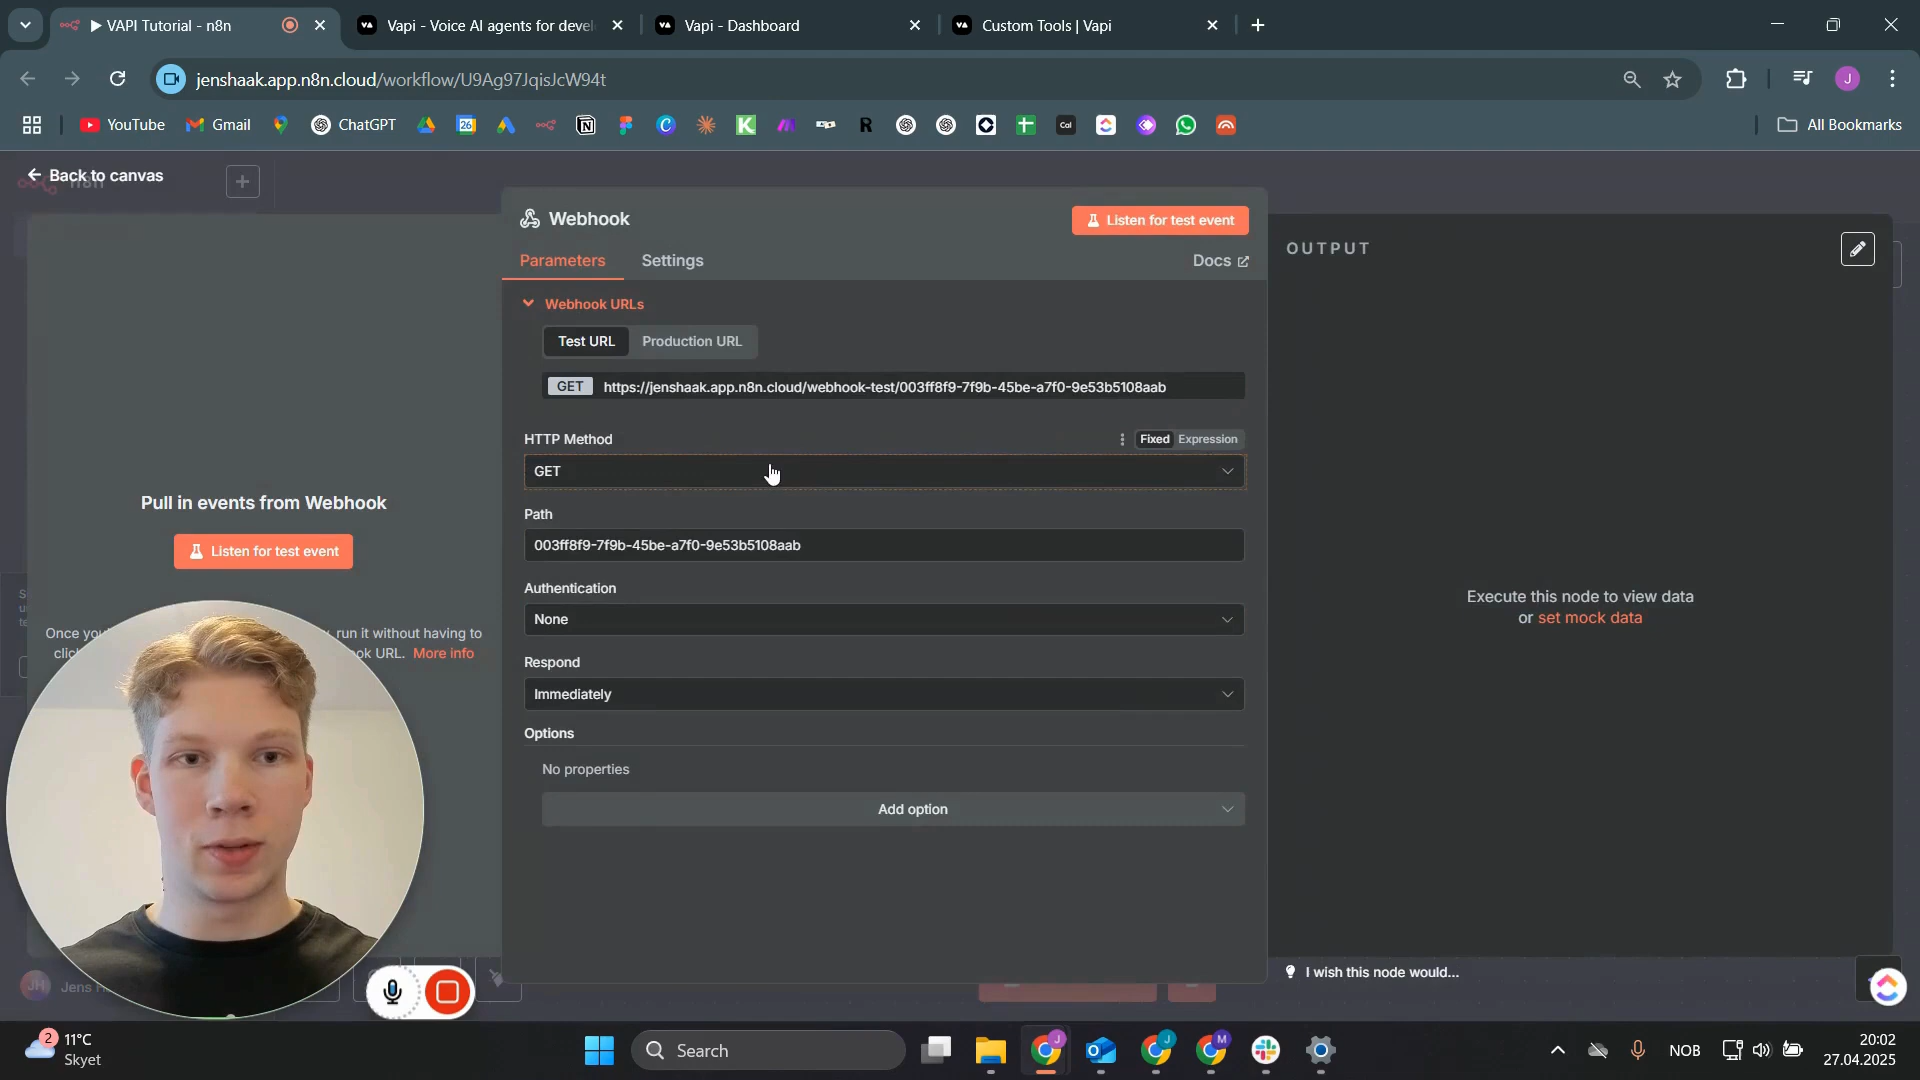 VAPI Tutorial - n8n
Vapi - Voice AI agents for devel
Vapi - Dashboard
Custom Tools | Vapi
jenshaak.app.n8n.cloud/workflow/U9Ag97JqisJcW94t
YouTube
Gmail
ChatGPT
All Bookmarks
Back to canvas
n8n
Webhook
Listen for test event
OUTPUT
Parameters
Settings
Docs
Webhook URLs
Test URL
Production URL
GET
https://jenshaak.app.n8n.cloud/webhook-test/003ff8f9-7f9b-45be-a7f0-9e53b5108aab
HTTP Method
Fixed
Expression
GET
Pull in events from Webhook
Path
003ff8f9-7f9b-45be-a7f0-9e53b5108aab
Listen for test event
Authentication
None
Execute this node to view data
or set mock data
Once you
run it without having to
URL. More info
Respond
Immediately
Options
No properties
Add option
I wish this node would...
JH
Jens
2
11°C
Skyet
Search
NOB
20:02
27.04.2025